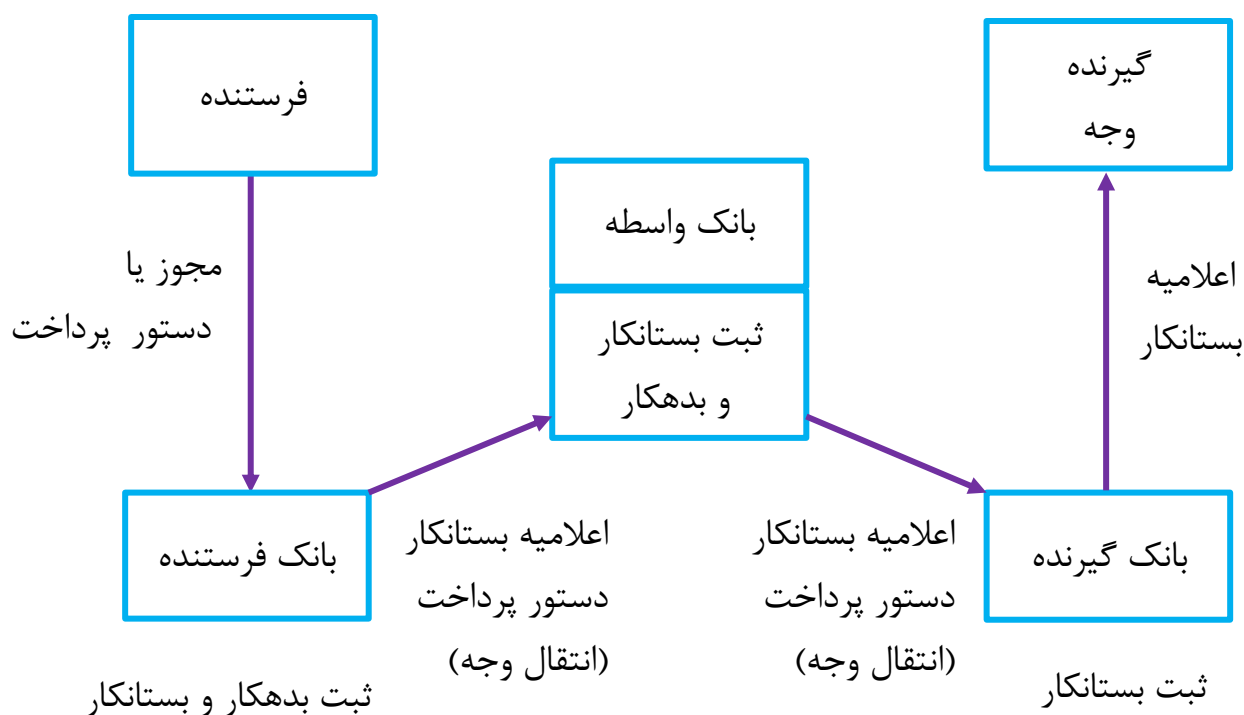 گیرنده
وجه
فرستنده
بانک واسطه
ثبت بستانکار
و بدهکار
اعلامیه
بستانکار
مجوز یا
دستور پرداخت
بانک گیرنده
بانک فرستنده
اعلامیه بستانکار
دستور پرداخت
(انتقال وجه)
اعلامیه بستانکار
دستور پرداخت
(انتقال وجه)
ثبت بستانکار
ثبت بدهکار و بستانکار